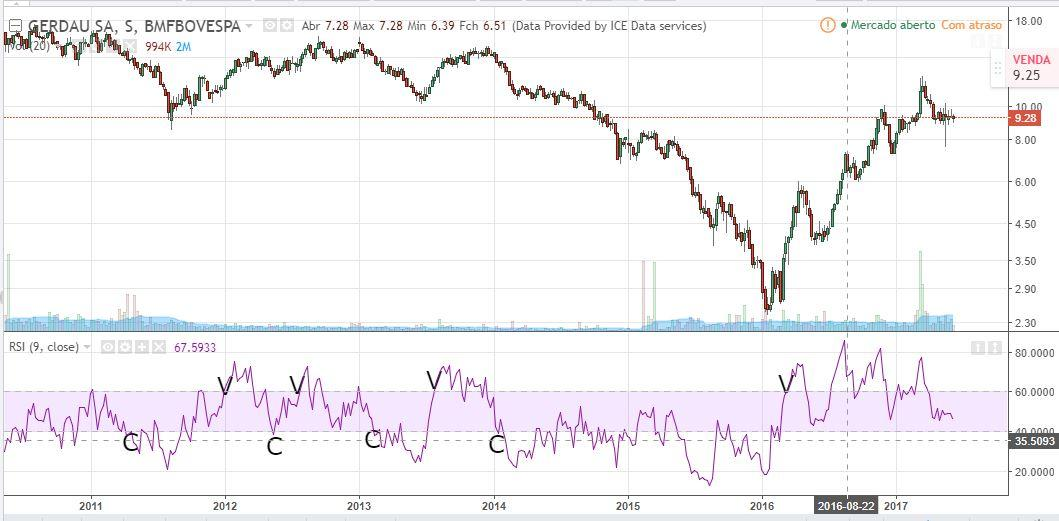 GERDAU SA, S, BMFBOVESPA Abr 7.28 Max 7.28 Min 6.39 Fch 6.51 (Data Provided by ICE Data services) Mercado aberto Com atraso
(20) 994K 2M
18.00
VENDA
9.25
10.00
9.28
8.00
6.00
4.50
3.50
2.90
2.30
RSI (9, close) 67.5933
80.0000
V V V V
60.0000
C C C C
40.0000
35.5093
20.0000
2011 2012 2013 2014 2015 2016 2016-08-22 2017